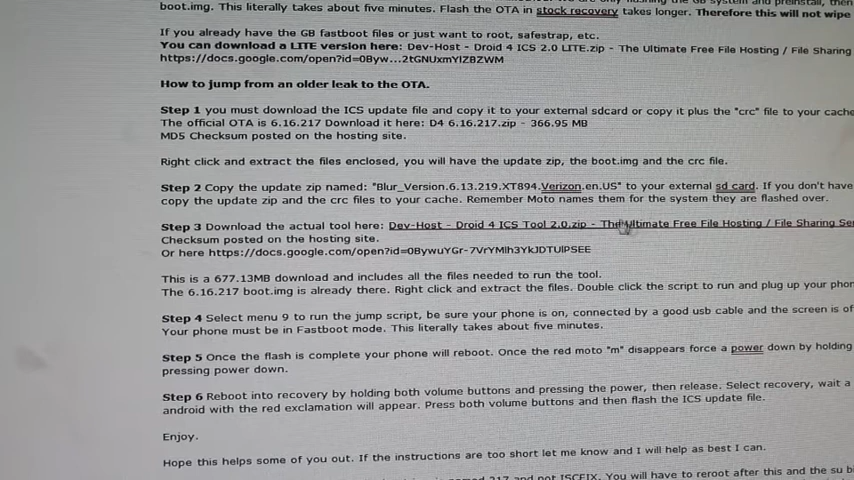 boot.img. This literally takes about five minutes. Flash the OTA in stock recovery takes longer. Therefore this will not wipe
If you already have the GB fastboot files or just want to root, safestrap, etc.
You can download a LITE version here: Dev-Host - Droid 4 ICS 2.0 LITE.zip - The Ultimate Free File Hosting / File Sharing
https://docs.google.com/open?id=0Byw...2tGNUxmYlZBZWM
How to jump from an older leak to the OTA.
Step 1 you must download the ICS update file and copy it to your external sdcard or copy it plus the "crc" file to your cache
The official OTA is 6.16.217 Download it here: D4 6.16.217.zip - 366.95 MB
MD5 Checksum posted on the hosting site.
Right click and extract the files enclosed, you will have the update zip, the boot.img and the crc file.
Step 2 Copy the update zip named: "Blur_Version.6.13.219.XT894.Verizon.en.US" to your external sd card. If you don't have
copy the update zip and the crc files to your cache. Remember Moto names them for the system they are flashed over.
Step 3 Download the actual tool here: Dev-Host - Droid 4 ICS Tool 2.0.zip - The Ultimate Free File Hosting / File Sharing Ser
Checksum posted on the hosting site.
Or here https://docs.google.com/open?id=0BywuYGr-7VrYMlh3YkJDTUlPSEE
This is a 677.13MB download and includes all the files needed to run the tool.
The 6.16.217 boot.img is already there. Right click and extract the files. Double click the script to run and plug up your phon
Step 4 Select menu 9 to run the jump script, be sure your phone is on, connected by a good usb cable and the screen is of
Your phone must be in Fastboot mode. This literally takes about five minutes.
Step 5 Once the flash is complete your phone will reboot. Once the red moto "m" disappears force a power down by holding
pressing power down.
Step 6 Reboot into recovery by holding both volume buttons and pressing the power, then release. Select recovery, wait a
android with the red exclamation will appear. Press both volume buttons and then flash the ICS update file.
Enjoy.
Hope this helps some of you out. If the instructions are too short let me know and I will help as best I can.
217 and not ISCFIX. You will have to reroot after this and the su bi